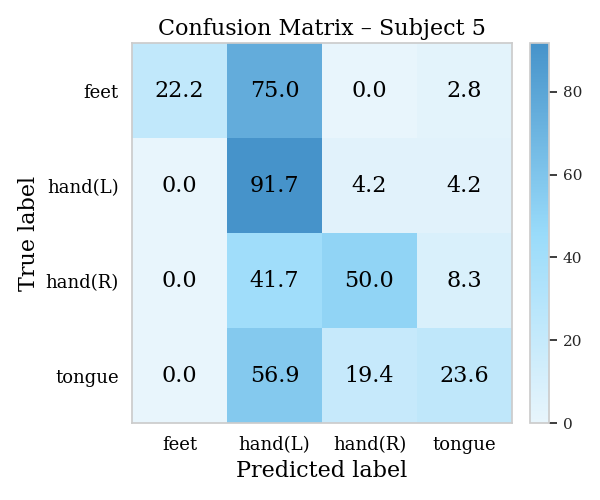 Confusion Matrix – Subject 5
feet 22.2 75.0 0.0 2.8
hand(L) 0.0 91.7 4.2 4.2
hand(R) 0.0 41.7 50.0 8.3
tongue 0.0 56.9 19.4 23.6
feet hand(L) hand(R) tongue
Predicted label
True label
80
60
40
20
0